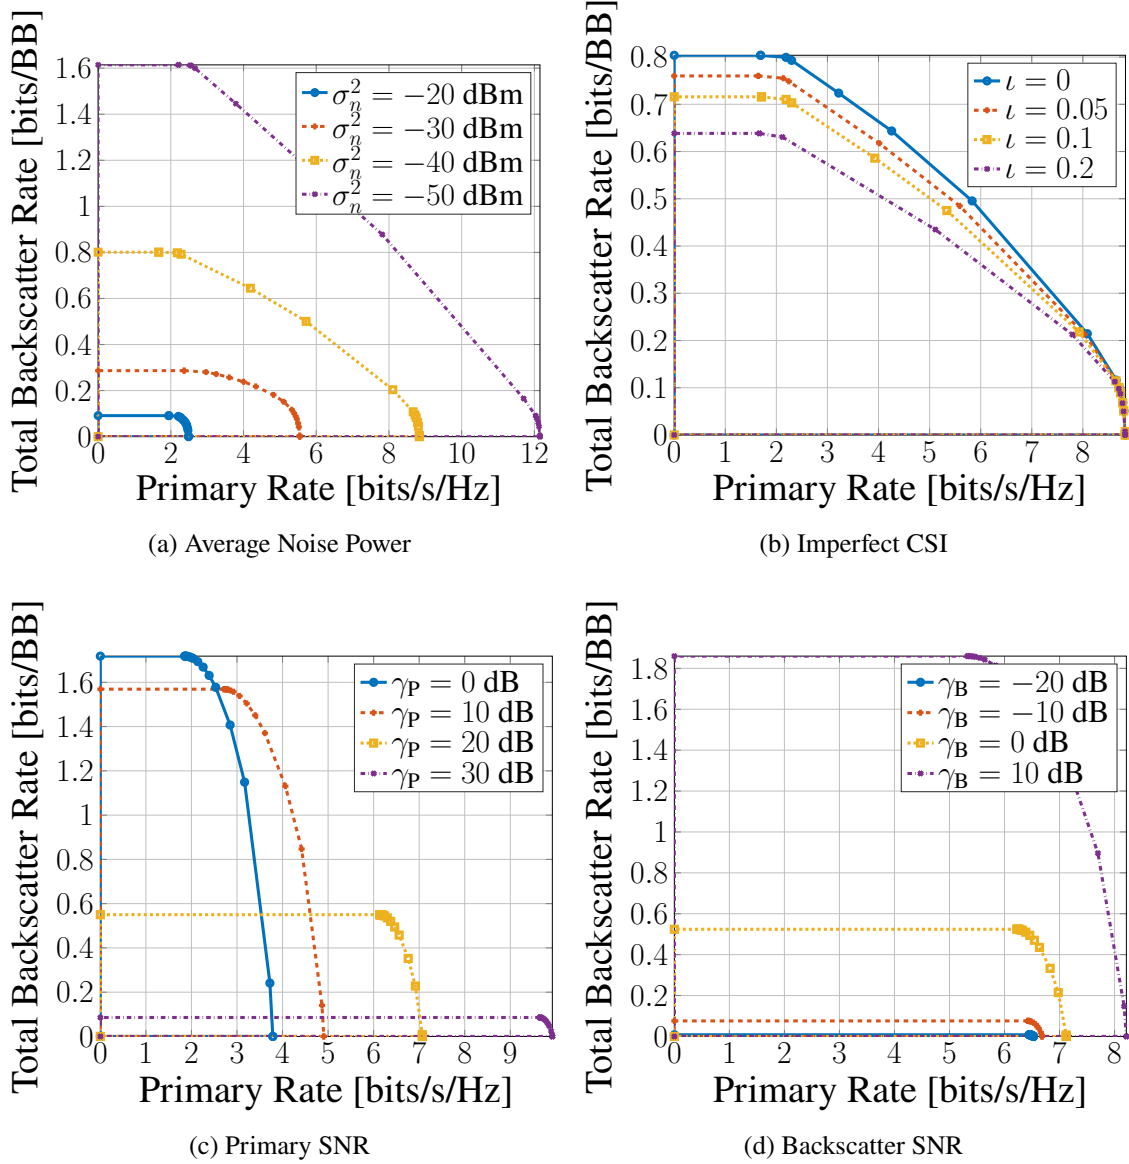 Total Backscatter Rate [bits/BB]
1.6
1.4
1.2
1
0.8
0.6
0.4
0.2
0
σ²ₙ = −20 dBm
σ²ₙ = −30 dBm
σ²ₙ = −40 dBm
σ²ₙ = −50 dBm
0 2 4 6 8 10 12
Primary Rate [bits/s/Hz]
(a) Average Noise Power
Total Backscatter Rate [bits/BB]
0.8
0.7
0.6
0.5
0.4
0.3
0.2
0.1
0
ι = 0
ι = 0.05
ι = 0.1
ι = 0.2
0 1 2 3 4 5 6 7 8
Primary Rate [bits/s/Hz]
(b) Imperfect CSI
Total Backscatter Rate [bits/BB]
1.6
1.4
1.2
1
0.8
0.6
0.4
0.2
0
γP = 0 dB
γP = 10 dB
γP = 20 dB
γP = 30 dB
0 1 2 3 4 5 6 7 8 9
Primary Rate [bits/s/Hz]
(c) Primary SNR
Total Backscatter Rate [bits/BB]
1.8
1.6
1.4
1.2
1
0.8
0.6
0.4
0.2
0
γB = −20 dB
γB = −10 dB
γB = 0 dB
γB = 10 dB
0 1 2 3 4 5 6 7 8
Primary Rate [bits/s/Hz]
(d) Backscatter SNR